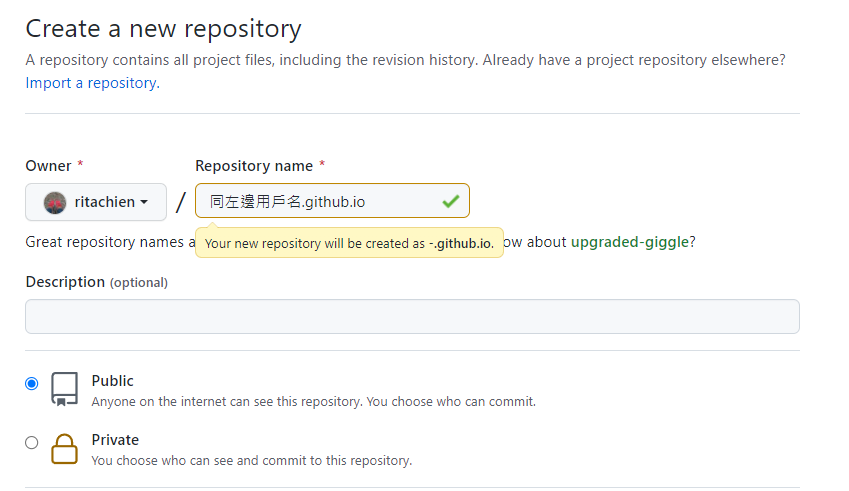 Create a new repository
A repository contains all project files, including the revision history. Already have a project repository elsewhere?
Import a repository.
Owner *
Repository name *
ritachien
/
同左邊用戶名.github.io
Great repository names a
Your new repository will be created as -.github.io.
ow about upgraded-giggle?
Description (optional)
Public
Anyone on the internet can see this repository. You choose who can commit.
Private
You choose who can see and commit to this repository.